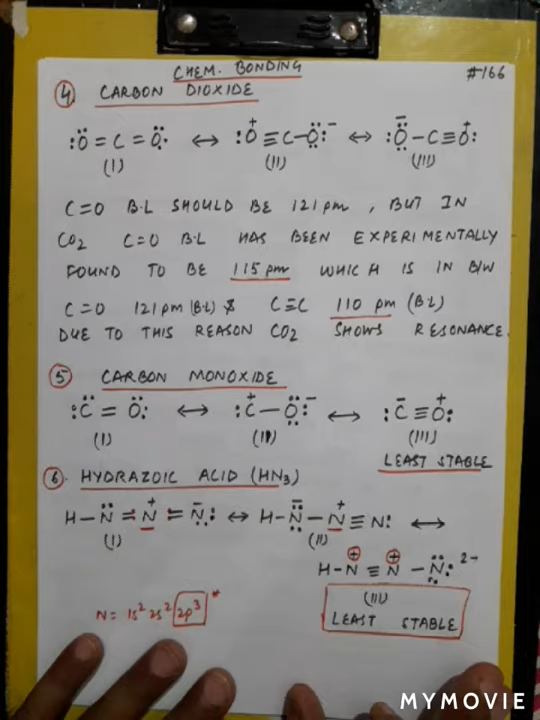 CHEM. BONDING #166
④ CARBON DIOXIDE
:Ö = C = Ö: ↔ :O⁺ ≡ C – Ö:⁻ ↔ :Ö⁻ – C ≡ O⁺:
(I) (II) (III)
C=O B.L SHOULD BE 121 pm , BUT IN
CO₂ C=O B.L HAS BEEN EXPERIMENTALLY
FOUND TO BE 115 pm WHICH IS IN B/W
C=O 121 pm (B.L) & C≡C 110 pm (B.L)
DUE TO THIS REASON CO₂ SHOWS RESONANCE.
⑤ CARBON MONOXIDE
:C̈ = Ö: ↔ :C⁺ – Ö:⁻ ↔ :C⁻ ≡ O⁺:
(I) (II) (III)
LEAST STABLE
⑥. HYDRAZOIC ACID (HN₃)
H – N̈ = N⁺ = N̈:⁻ ↔ H – N̈⁻ – N⁺ ≡ N: ↔
(I) (II)
H – N⊕ ≡ N⊕ – N̈: 2-
(III)
N = 1s² 2s² 2p³ *
LEAST STABLE
MYMOVIE